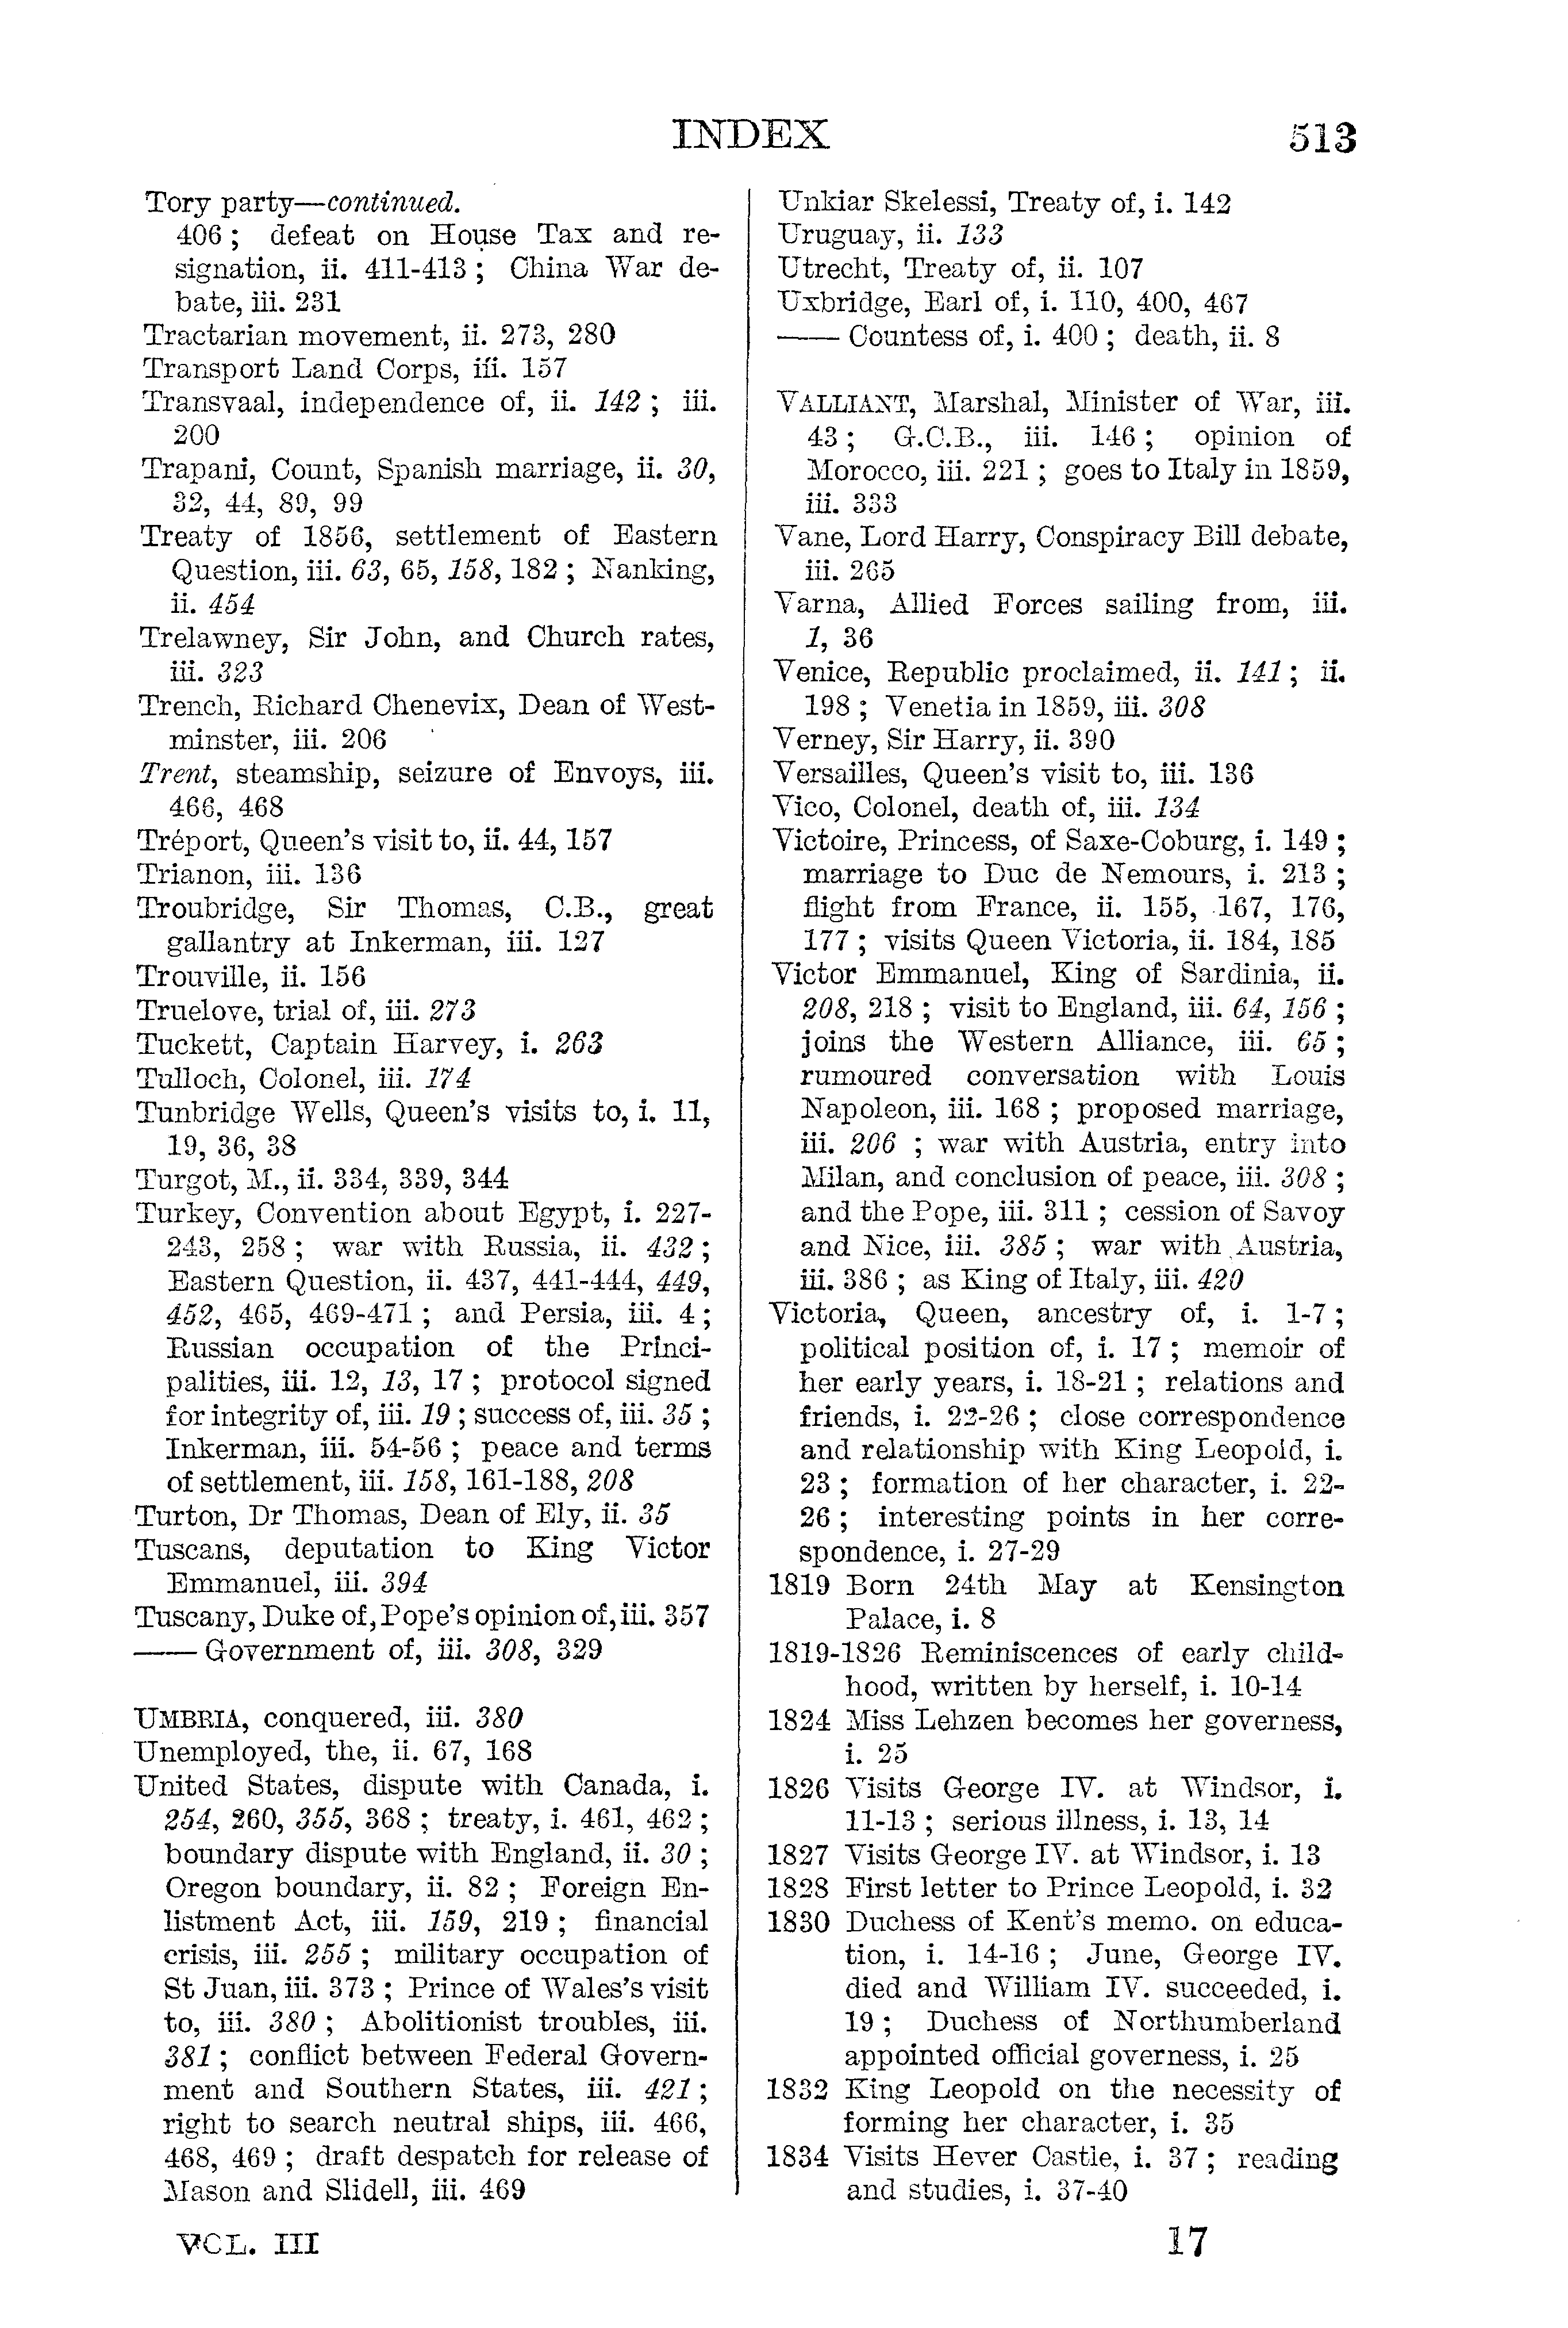 INDEX 513
Tory party—continued.
406 ; defeat on House Tax and re-
signation, ii. 411-413 ; China War de-
bate, iii. 231
Tractarian movement, ii. 273, 280
Transport Land Corps, iii. 157
Transvaal, independence of, ii. 142 ; iii.
200
Trapani, Count, Spanish marriage, ii. 30,
32, 44, 89, 99
Treaty of 1856, settlement of Eastern
Question, iii. 63, 65, 158, 182 ; Nanking,
ii. 454
Trelawney, Sir John, and Church rates,
iii. 323
Trench, Richard Chenevix, Dean of West-
minster, iii. 206
Trent, steamship, seizure of Envoys, iii.
466, 468
Tréport, Queen's visit to, ii. 44, 157
Trianon, iii. 136
Troubridge, Sir Thomas, C.B., great
gallantry at Inkerman, iii. 127
Trouville, ii. 156
Truelove, trial of, iii. 273
Tuckett, Captain Harvey, i. 263
Tulloch, Colonel, iii. 174
Tunbridge Wells, Queen's visits to, i. 11,
19, 36, 38
Turgot, M., ii. 334, 339, 344
Turkey, Convention about Egypt, i. 227-
243, 258 ; war with Russia, ii. 432 ;
Eastern Question, ii. 437, 441-444, 449,
452, 465, 469-471 ; and Persia, iii. 4 ;
Russian occupation of the Princi-
palities, iii. 12, 13, 17 ; protocol signed
for integrity of, iii. 19 ; success of, iii. 35 ;
Inkerman, iii. 54-56 ; peace and terms
of settlement, iii. 158, 161-188, 208
Turton, Dr Thomas, Dean of Ely, ii. 35
Tuscans, deputation to King Victor
Emmanuel, iii. 394
Tuscany, Duke of, Pope's opinion of, iii. 357
—— Government of, iii. 308, 329
UMBRIA, conquered, iii. 380
Unemployed, the, ii. 67, 168
United States, dispute with Canada, i.
254, 260, 355, 368 ; treaty, i. 461, 462 ;
boundary dispute with England, ii. 30 ;
Oregon boundary, ii. 82 ; Foreign En-
listment Act, iii. 159, 219 ; financial
crisis, iii. 255 ; military occupation of
St Juan, iii. 373 ; Prince of Wales's visit
to, iii. 380 ; Abolitionist troubles, iii.
381 ; conflict between Federal Govern-
ment and Southern States, iii. 421 ;
right to search neutral ships, iii. 466,
468, 469 ; draft despatch for release of
Mason and Slidell, iii. 469
Unkiar Skelessi, Treaty of, i. 142
Uruguay, ii. 133
Utrecht, Treaty of, ii. 107
Uxbridge, Earl of, i. 110, 400, 467
—— Countess of, i. 400 ; death, ii. 8
VALLIANT, Marshal, Minister of War, iii.
43 ; G.C.B., iii. 146 ; opinion of
Morocco, iii. 221 ; goes to Italy in 1859,
iii. 333
Vane, Lord Harry, Conspiracy Bill debate,
iii. 265
Varna, Allied Forces sailing from, iii.
1, 36
Venice, Republic proclaimed, ii. 141 ; ii.
198 ; Venetia in 1859, iii. 308
Verney, Sir Harry, ii. 390
Versailles, Queen's visit to, iii. 136
Vico, Colonel, death of, iii. 134
Victoire, Princess, of Saxe-Coburg, i. 149 ;
marriage to Duc de Nemours, i. 213 ;
flight from France, ii. 155, 167, 176,
177 ; visits Queen Victoria, ii. 184, 185
Victor Emmanuel, King of Sardinia, ii.
208, 218 ; visit to England, iii. 64, 156 ;
joins the Western Alliance, iii. 65 ;
rumoured conversation with Louis
Napoleon, iii. 168 ; proposed marriage,
iii. 206 ; war with Austria, entry into
Milan, and conclusion of peace, iii. 308 ;
and the Pope, iii. 311 ; cession of Savoy
and Nice, iii. 385 ; war with Austria,
iii. 386 ; as King of Italy, iii. 420
Victoria, Queen, ancestry of, i. 1-7 ;
political position of, i. 17 ; memoir of
her early years, i. 18-21 ; relations and
friends, i. 22-26 ; close correspondence
and relationship with King Leopold, i.
23 ; formation of her character, i. 22-
26 ; interesting points in her corre-
spondence, i. 27-29
1819 Born 24th May at Kensington
Palace, i. 8
1819-1826 Reminiscences of early child-
hood, written by herself, i. 10-14
1824 Miss Lehzen becomes her governess,
i. 25
1826 Visits George IV. at Windsor, i.
11-13 ; serious illness, i. 13, 14
1827 Visits George IV. at Windsor, i. 13
1828 First letter to Prince Leopold, i. 32
1830 Duchess of Kent's memo. on educa-
tion, i. 14-16 ; June, George IV.
died and William IV. succeeded, i.
19 ; Duchess of Northumberland
appointed official governess, i. 25
1832 King Leopold on the necessity of
forming her character, i. 35
1834 Visits Hever Castle, i. 37 ; reading
and studies, i. 37-40
VOL. III 17